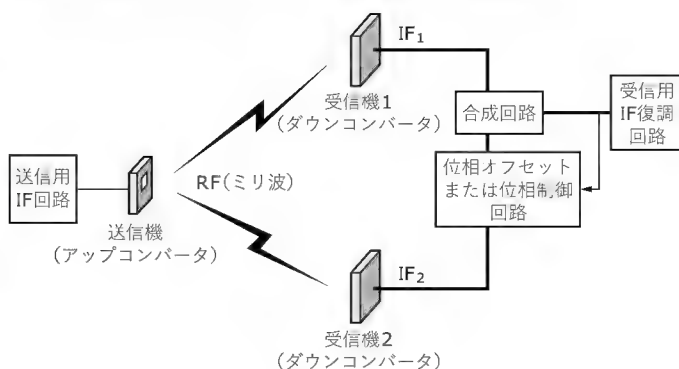 IF1
受信機1
(ダウンコンバータ)
合成回路
受信用
IF復調
回路
送信用
IF回路
RF(ミリ波)
送信機
(アップコンバータ)
位相オフセット
または位相制御
回路
IF2
受信機2
(ダウンコンバータ)